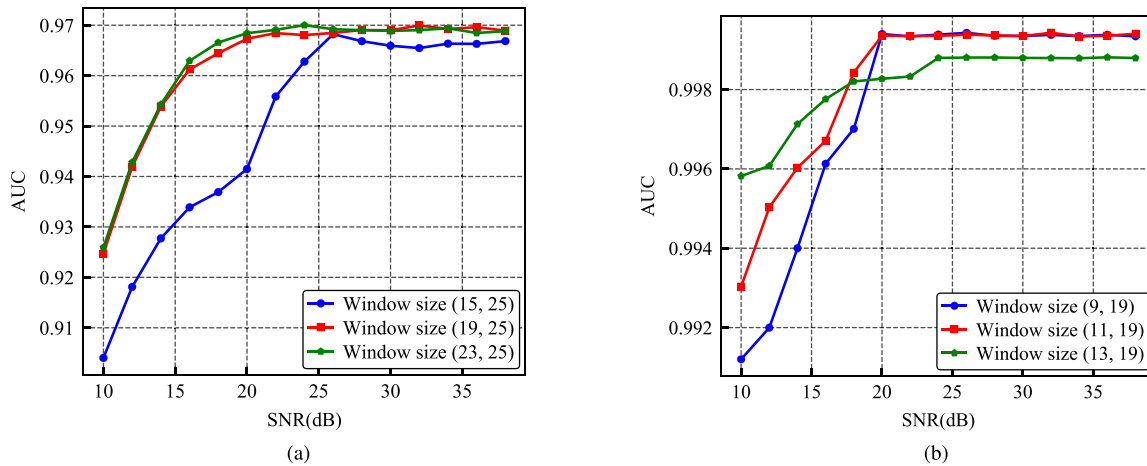 0.97
0.96
0.95
0.94
0.93
0.92
0.91
AUC
10
15
20
25
30
35
SNR(dB)
Window size (15, 25)
Window size (19, 25)
Window size (23, 25)
(a)
0.998
0.996
0.994
0.992
AUC
10
15
20
25
30
35
SNR(dB)
Window size (9, 19)
Window size (11, 19)
Window size (13, 19)
(b)